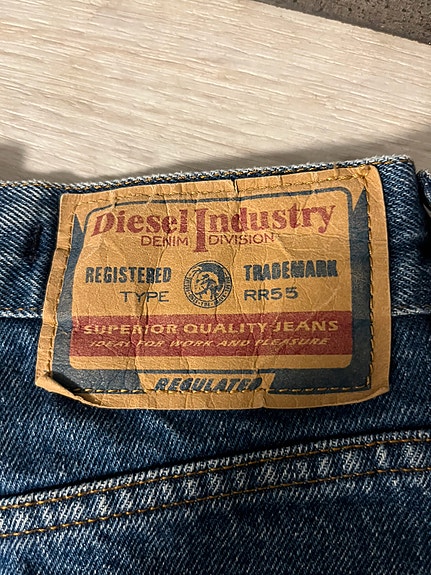 Diesel Industry
DENIM DIVISION
REGISTERED TRADEMARK
TYPE RR55
SUPERIOR QUALITY JEANS
IDEAL FOR WORK AND PLEASURE
REGULATED